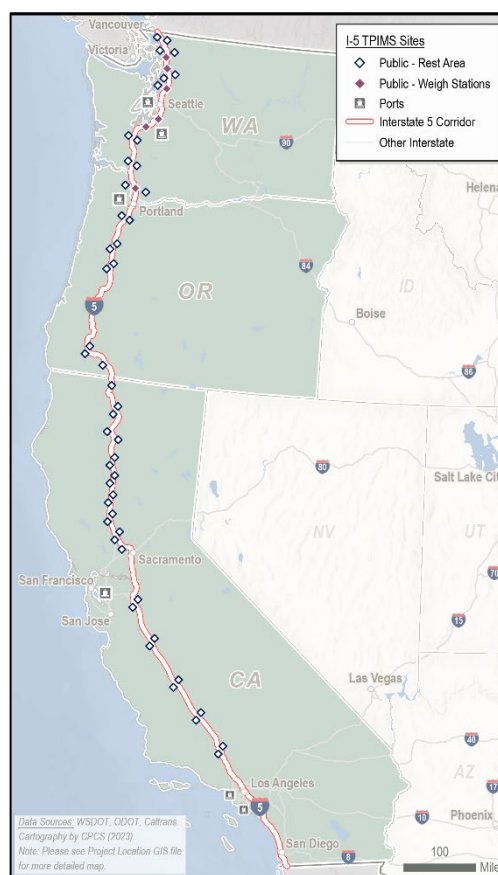 Vancouver
Victoria
Seattle
WA
90
Portland
Helena
84
OR
ID
5
Boise
86
80
Salt Lake City
NV
UT
Sacramento
70
San Francisco
San Jose
15
CA
Las Vegas
40
AZ
17
Los Angeles
5
Phoenix
10
San Diego
8
100
Mile
I-5 TPIMS Sites
Public - Rest Area
Public - Weigh Stations
Ports
Interstate 5 Corridor
Other Interstate
Data Sources: WSDOT, ODOT, Caltrans.
Cartography by CPCS (2023)
Note: Please see Project Location GIS file
for more detailed map.